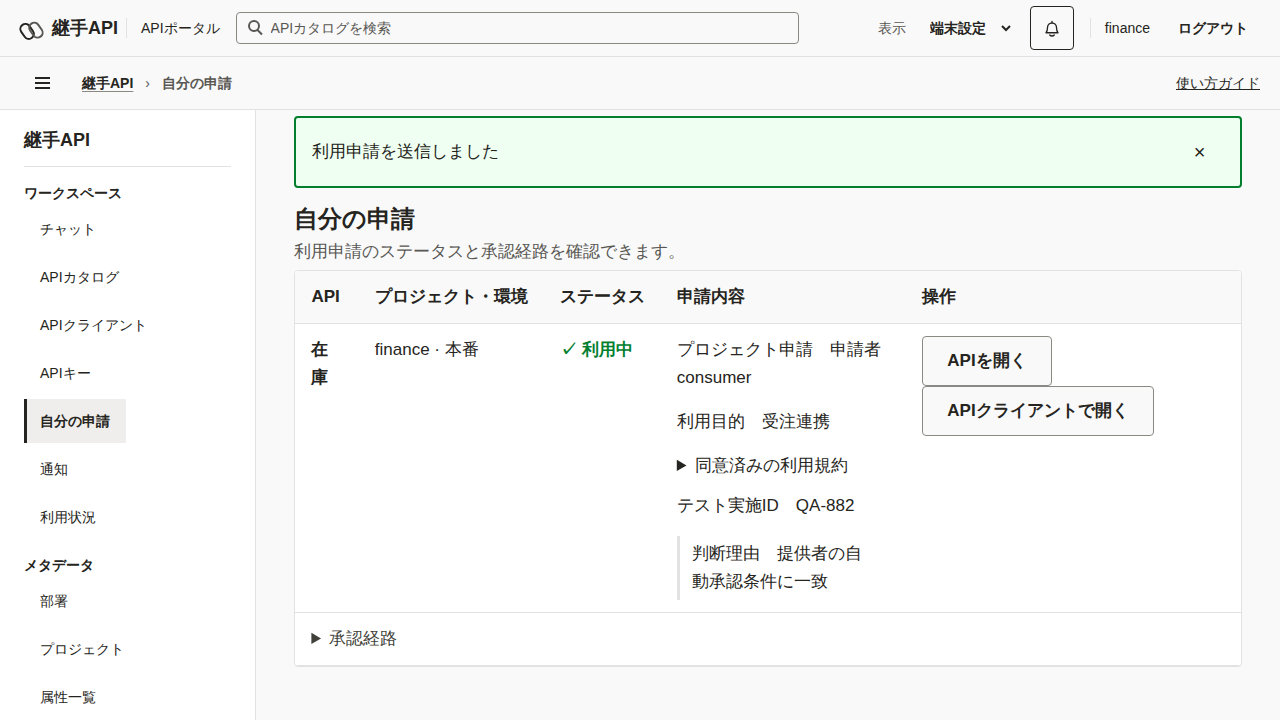 継手API
APIポータル
APIカタログを検索
表示
端末設定
finance
ログアウト
継手API › 自分の申請
使い方ガイド
継手API
ワークスペース
チャット
APIカタログ
APIクライアント
APIキー
自分の申請
通知
利用状況
メタデータ
部署
プロジェクト
属性一覧
利用申請を送信しました
×
自分の申請
利用申請のステータスと承認経路を確認できます。
API プロジェクト・環境 ステータス 申請内容 操作
在
庫
finance · 本番
✓ 利用中
プロジェクト申請　申請者
consumer
利用目的　受注連携
▶ 同意済みの利用規約
テスト実施ID　QA-882
判断理由　提供者の自
動承認条件に一致
APIを開く
APIクライアントで開く
▶ 承認経路